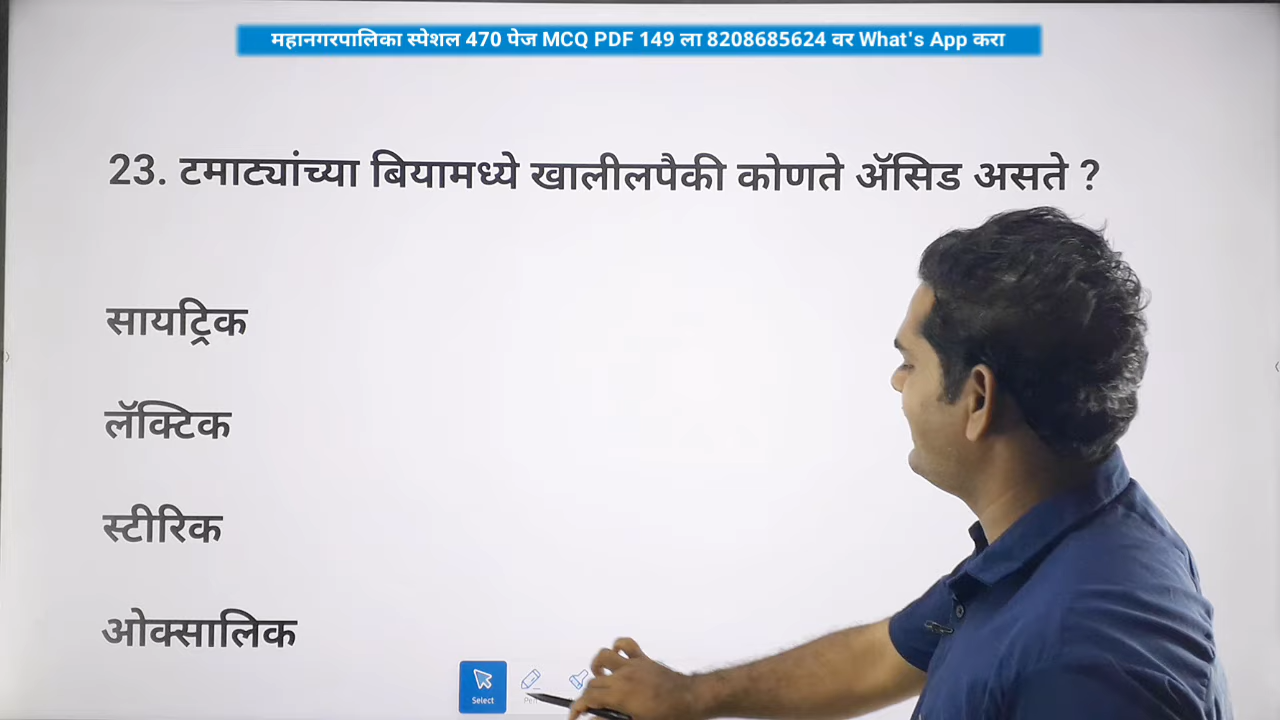 महानगरपालिका स्पेशल 470 पेज MCQ PDF 149 ला 8208685624 वर What's App करा
23. टमाट्यांच्या बियामध्ये खालीलपैकी कोणते ॲसिड असते ?
सायट्रिक
लॅक्टिक
स्टीरिक
ओक्सालिक
Select
Pen